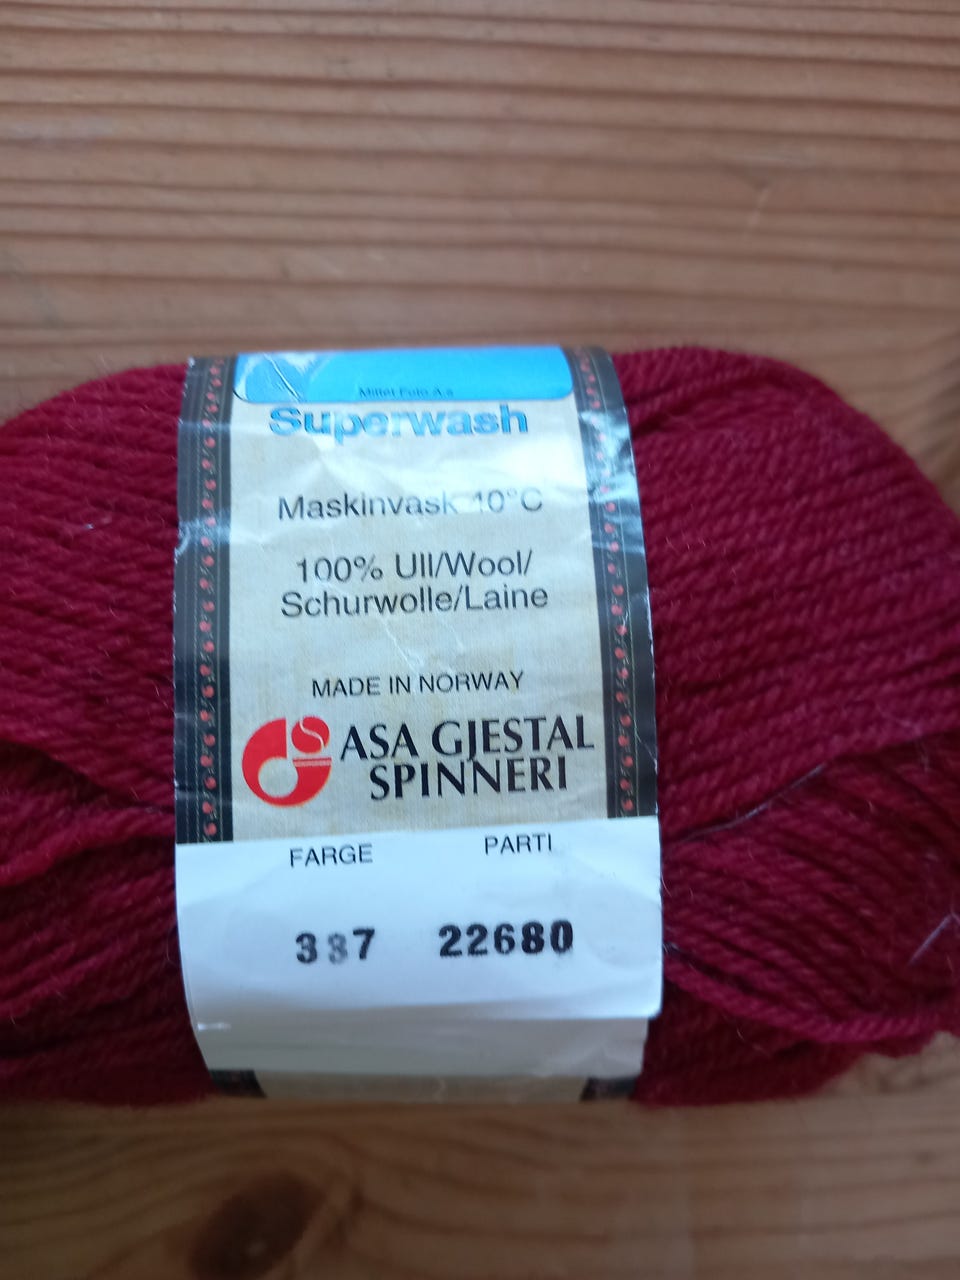 Superwash
Maskinvask 40°C
100% Ull/Wool/
Schurwolle/Laine
MADE IN NORWAY
ASA GJESTAL
SPINNERI
FARGE PARTI
387 22680